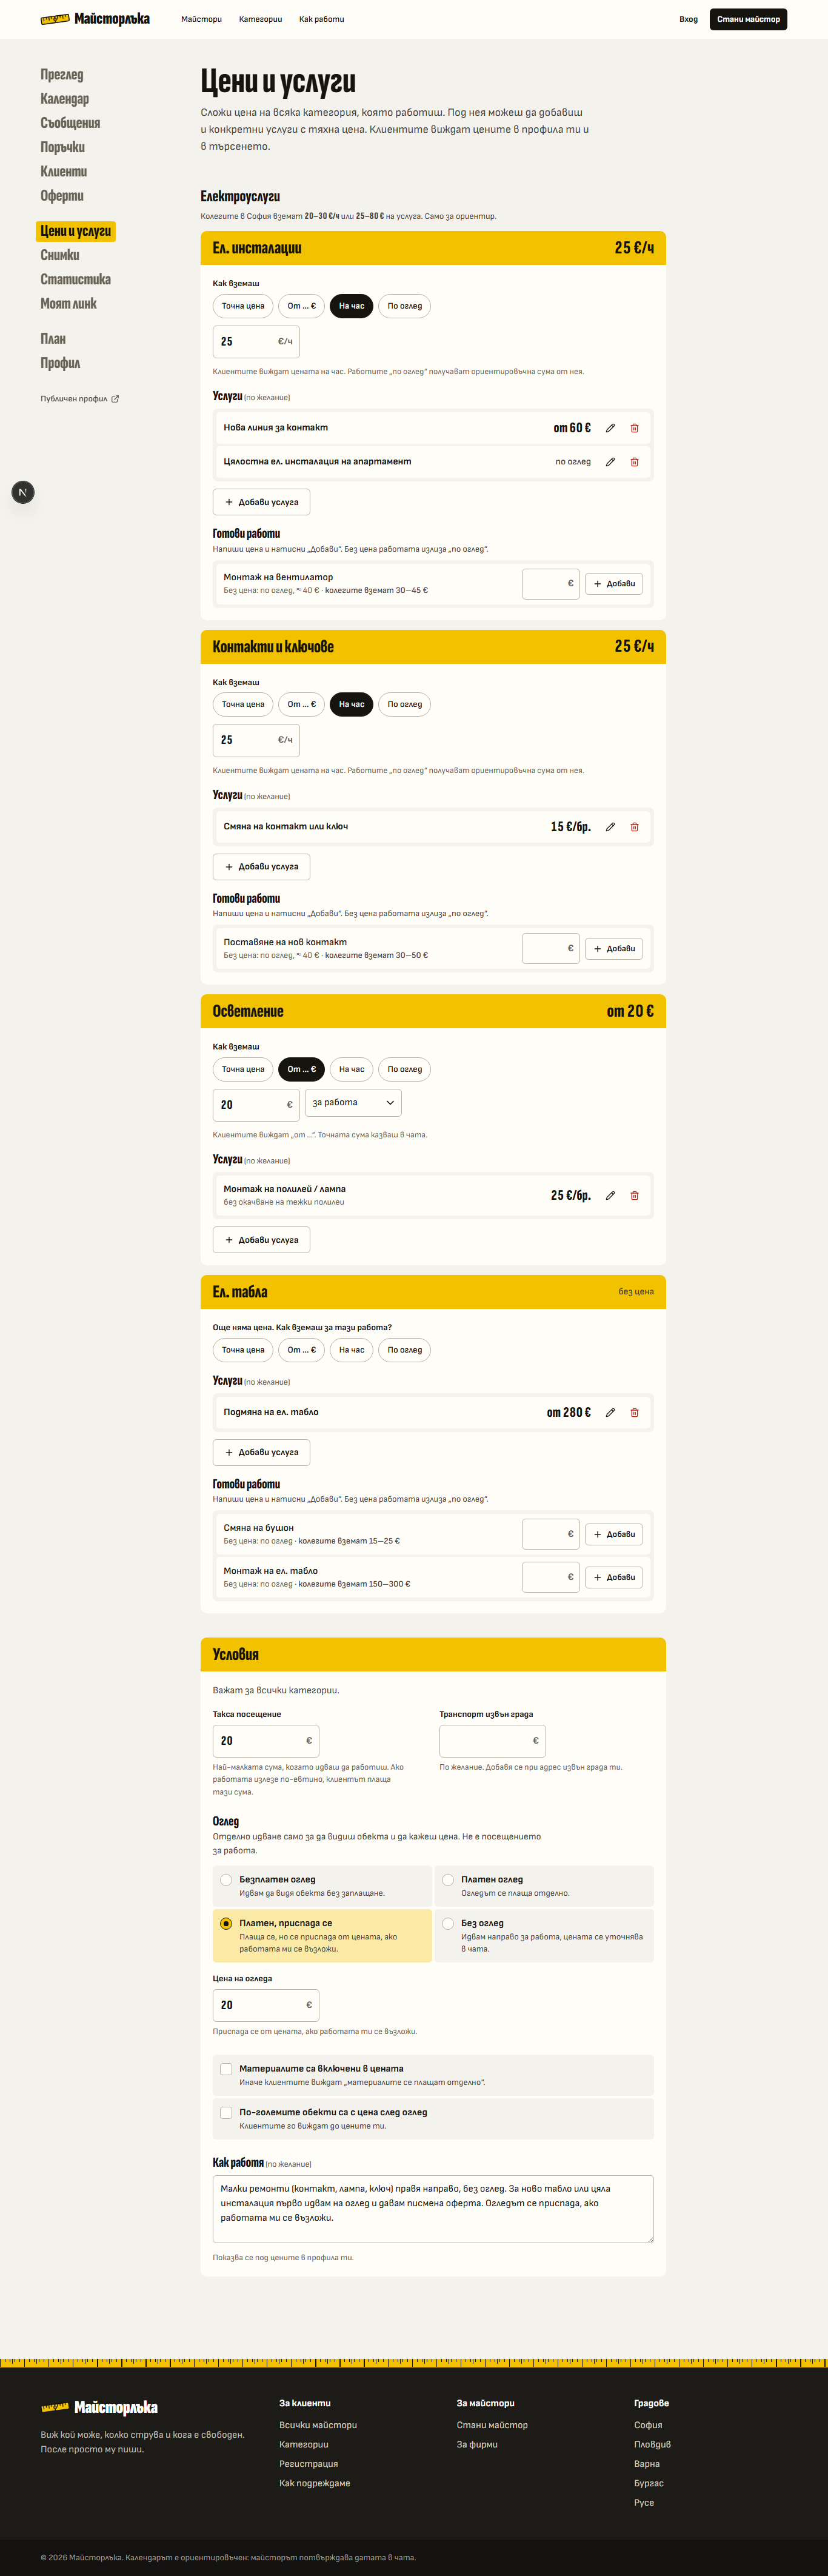 Майсторлъка
Майстори
Категории
Как работи
Вход
Стани майстор
Преглед
Календар
Съобщения
Поръчки
Клиенти
Оферти
Цени и услуги
Снимки
Статистика
Моят линк
План
Профил
Публичен профил
N
Цени и услуги
Сложи цена на всяка категория, която работиш. Под нея можеш да добавиш
и конкретни услуги с тяхна цена. Клиентите виждат цените в профила ти и
в търсенето.
Електроуслуги
Колегите в София вземат 20–30 €/ч или 25–80 € на услуга. Само за ориентир.
Ел. инсталации 25 €/ч
Как вземаш
Точна цена От ... € На час По оглед
25 €/ч
Клиентите виждат цената на час. Работите „по оглед“ получават ориентировъчна сума от нея.
Услуги (по желание)
Нова линия за контакт от 60 €
Цялостна ел. инсталация на апартамент по оглед
+ Добави услуга
Готови работи
Напиши цена и натисни „Добави“. Без цена работата излиза „по оглед“.
Монтаж на вентилатор € + Добави
Без цена: по оглед, ~ 40 € · колегите вземат 30–45 €
Контакти и ключове 25 €/ч
Как вземаш
Точна цена От ... € На час По оглед
25 €/ч
Клиентите виждат цената на час. Работите „по оглед“ получават ориентировъчна сума от нея.
Услуги (по желание)
Смяна на контакт или ключ 15 €/бр.
+ Добави услуга
Готови работи
Напиши цена и натисни „Добави“. Без цена работата излиза „по оглед“.
Поставяне на нов контакт € + Добави
Без цена: по оглед, ~ 40 € · колегите вземат 30–50 €
Осветление от 20 €
Как вземаш
Точна цена От ... € На час По оглед
20 € за работа
Клиентите виждат „от ...“. Точната сума казваш в чата.
Услуги (по желание)
Монтаж на полилей / лампа 25 €/бр.
без окачване на тежки полилеи
+ Добави услуга
Ел. табла без цена
Още няма цена. Как вземаш за тази работа?
Точна цена От ... € На час По оглед
Услуги (по желание)
Подмяна на ел. табло от 280 €
+ Добави услуга
Готови работи
Напиши цена и натисни „Добави“. Без цена работата излиза „по оглед“.
Смяна на бушон € + Добави
Без цена: по оглед · колегите вземат 15–25 €
Монтаж на ел. табло € + Добави
Без цена: по оглед · колегите вземат 150–300 €
Условия
Важат за всички категории.
Такса посещение
20 €
Най-малката сума, когато идваш да работиш. Ако
работата излезе по-евтино, клиентът плаща
тази сума.
Транспорт извън града
€
По желание. Добавя се при адрес извън града ти.
Оглед
Отделно идване само за да видиш обекта и да кажеш цена. Не е посещението
за работа.
Безплатен оглед
Идвам да видя обекта без заплащане.
Платен оглед
Огледът се плаща отделно.
Платен, приспада се
Плаща се, но се приспада от цената, ако
работата ми се възложи.
Без оглед
Идвам направо за работа, цената се уточнява
в чата.
Цена на огледа
20 €
Приспада се от цената, ако работата ти се възложи.
Материалите са включени в цената
Иначе клиентите виждат „материалите се плащат отделно“.
По-големите обекти са с цена след оглед
Клиентите го виждат до цените ти.
Как работя (по желание)
Малки ремонти (контакт, лампа, ключ) правя направо, без оглед. За ново табло или цяла
инсталация първо идвам на оглед и давам писмена оферта. Огледът се приспада, ако
работата ми се възложи.
Показва се под цените в профила ти.
Майсторлъка
Виж кой може, колко струва и кога е свободен.
После просто му пиши.
За клиенти
Всички майстори
Категории
Регистрация
Как подреждаме
За майстори
Стани майстор
За фирми
Градове
София
Пловдив
Варна
Бургас
Русе
© 2026 Майсторлъка. Календарът е ориентировъчен: майсторът потвърждава датата в чата.